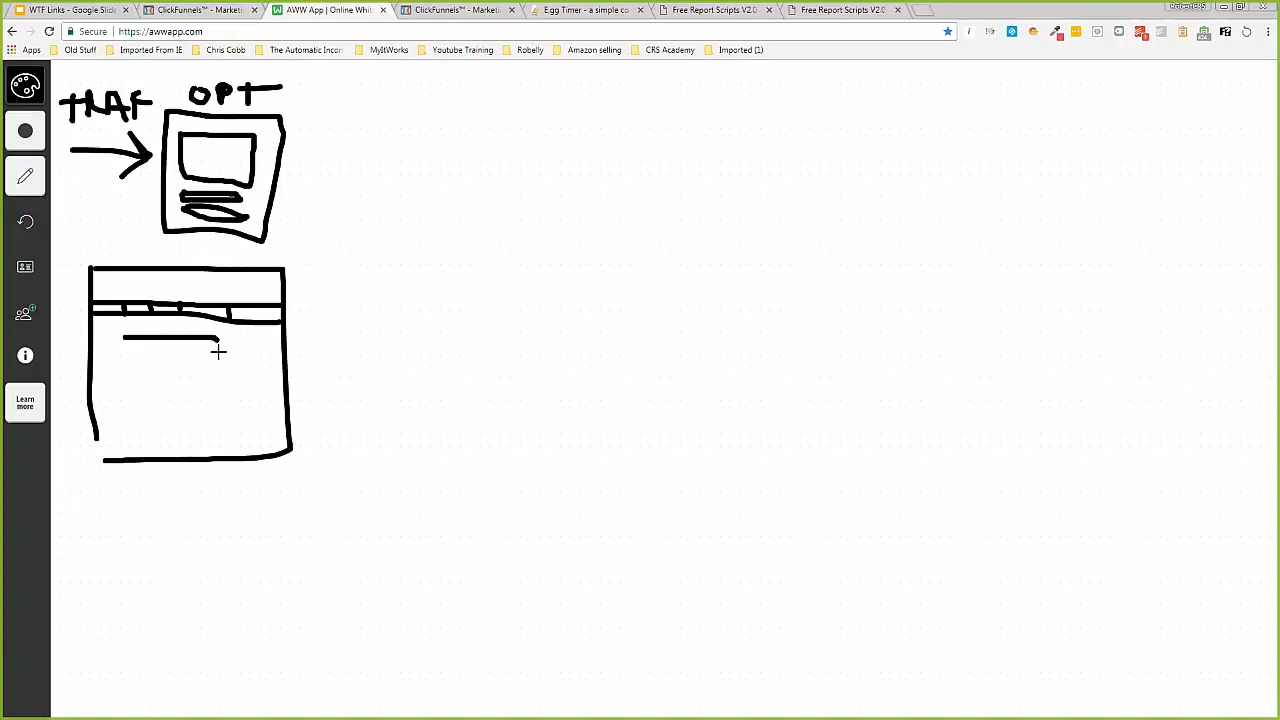 WTF Links - Google Slide
ClickFunnels™ - Marketi
AWW App | Online Whit
ClickFunnels™ - Marketi
Egg Timer - a simple co
Free Report Scripts V2.0
Free Report Scripts V2.0
Secure
https://awwapp.com
Apps
Old Stuff
Imported From IE
Chris Cobb
The Automatic Incom
MyItWorks
Youtube Training
Robelly
Amazon selling
CRS Academy
Imported (1)
TRAF
OPT
Learn
more